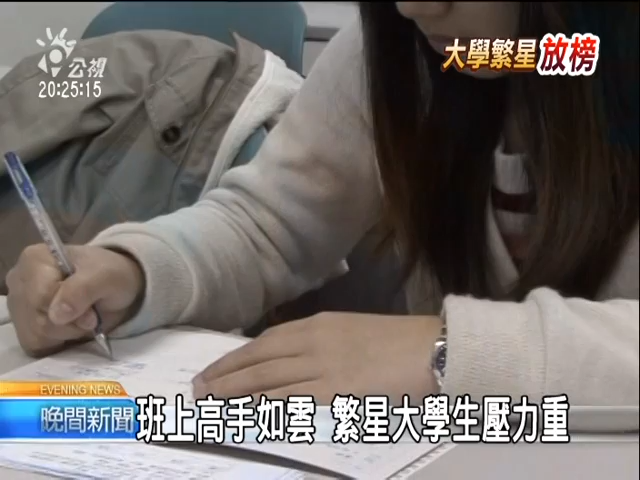 公視
大學繁星放榜
20:25:15
EVENING NEWS
晚間新聞
班上高手如雲 繁星大學生壓力重